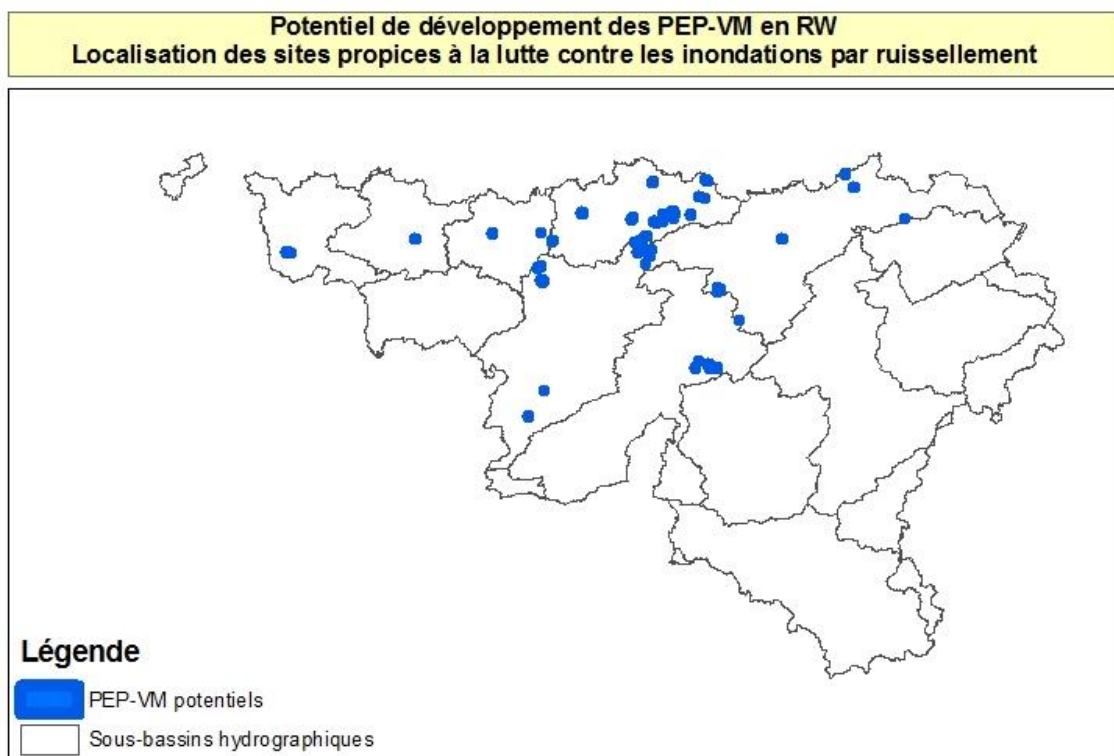 Potentiel de développement des PEP-VM en RW
Localisation des sites propices à la lutte contre les inondations par ruissellement
Légende
PEP-VM potentiels
Sous-bassins hydrographiques